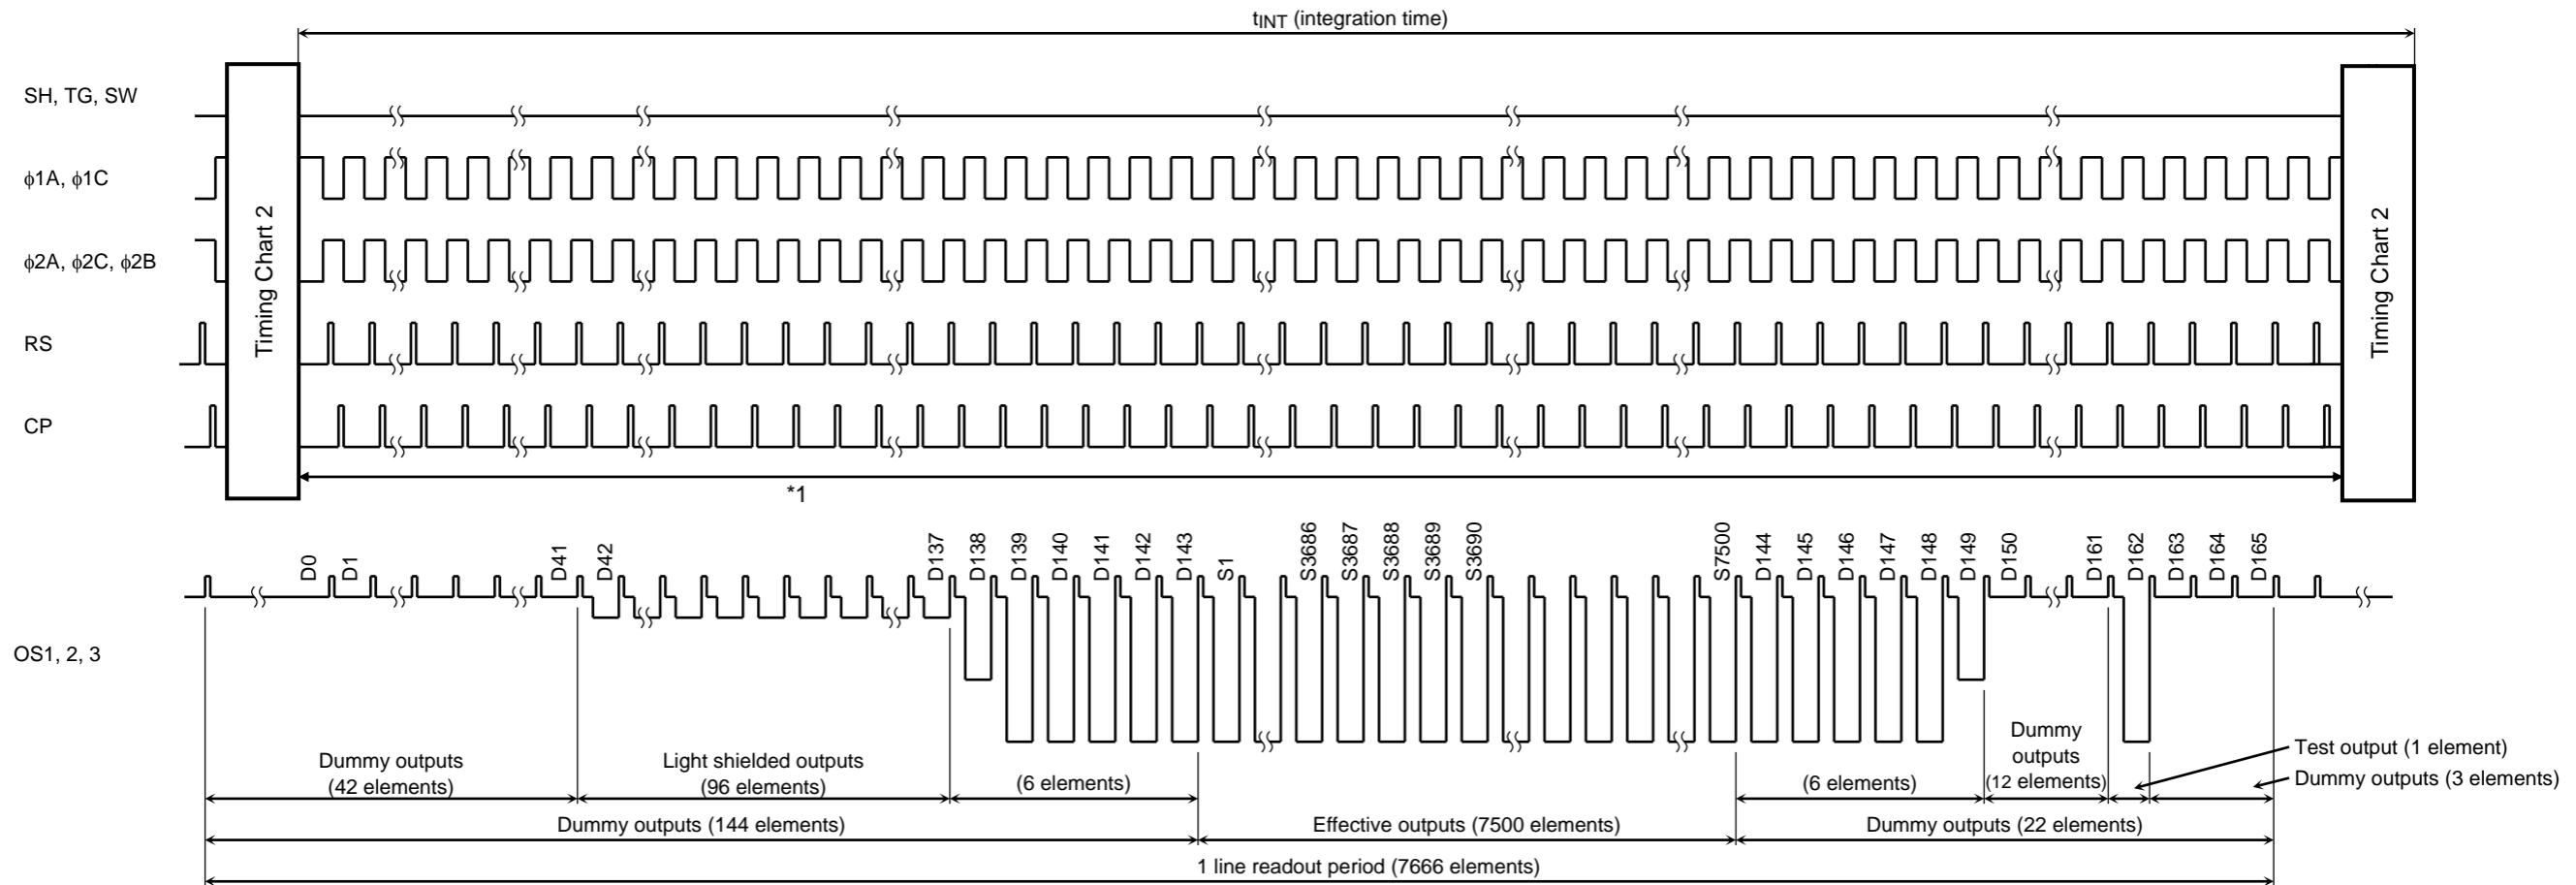 tINT (integration time)
SH, TG, SW
ϕ1A, ϕ1C
ϕ2A, ϕ2C, ϕ2B
RS
CP
Timing Chart 2
Timing Chart 2
*1
D0
D1
D41
D42
D137
D138
D139
D140
D141
D142
D143
S1
S3686
S3687
S3688
S3689
S3690
S7500
D144
D145
D146
D147
D148
D149
D150
D161
D162
D163
D164
D165
OS1, 2, 3
Dummy outputs
(42 elements)
Light shielded outputs
(96 elements)
(6 elements)
(6 elements)
Dummy
outputs
(12 elements)
Test output (1 element)
Dummy outputs (3 elements)
Dummy outputs (144 elements)
Effective outputs (7500 elements)
Dummy outputs (22 elements)
1 line readout period (7666 elements)